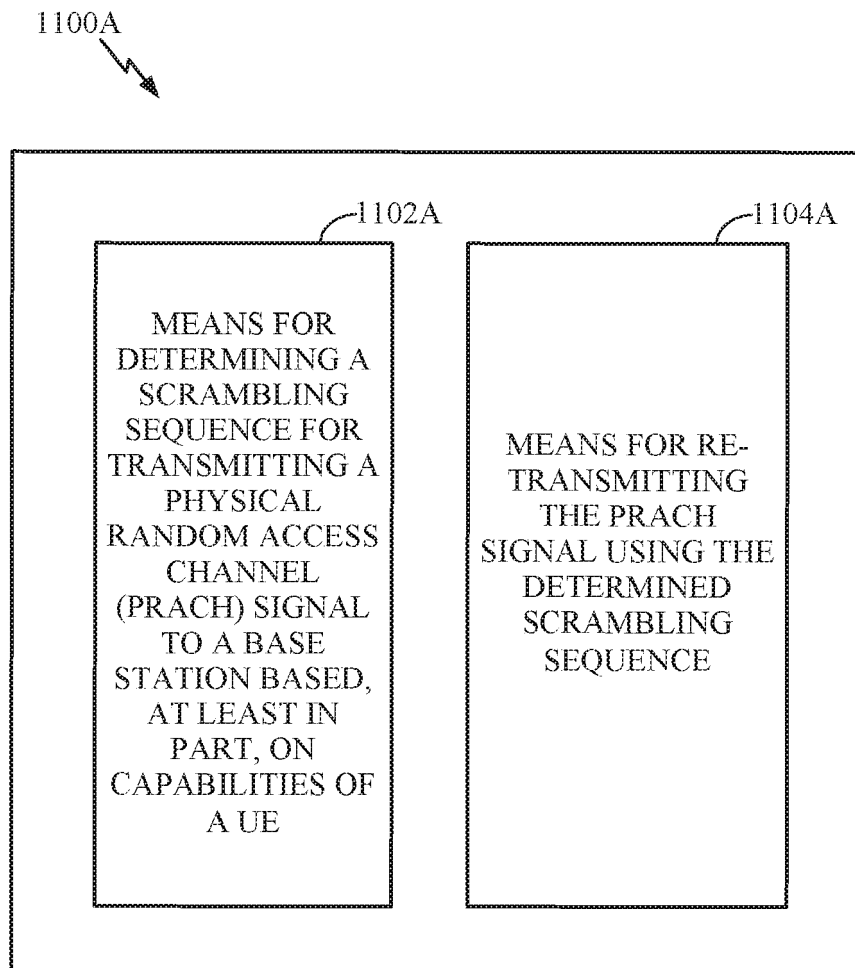 1100A
1102A
MEANS FOR
DETERMINING A
SCRAMBLING
SEQUENCE FOR
TRANSMITTING A
PHYSICAL
RANDOM ACCESS
CHANNEL
(PRACH) SIGNAL
TO A BASE
STATION BASED,
AT LEAST IN
PART, ON
CAPABILITIES OF
A UE
1104A
MEANS FOR RE-
TRANSMITTING
THE PRACH
SIGNAL USING THE
DETERMINED
SCRAMBLING
SEQUENCE